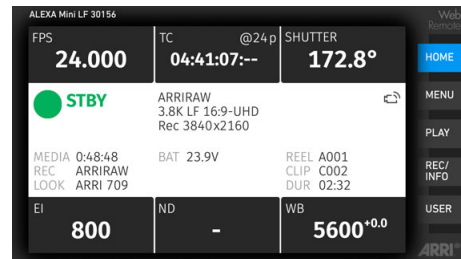 ALEXA Mini LF 30156
Web
Remote
FPS
24.000
TC @24p
04:41:07:--
SHUTTER
172.8°
HOME
STBY
ARRIRAW
3.8K LF 16:9-UHD
Rec 3840x2160
MENU
PLAY
MEDIA 0:48:48
REC ARRIRAW
LOOK ARRI 709
BAT 23.9V
REEL A001
CLIP C002
DUR 02:32
REC/
INFO
EI
800
ND
-
WB
5600+0.0
USER
ARRI®